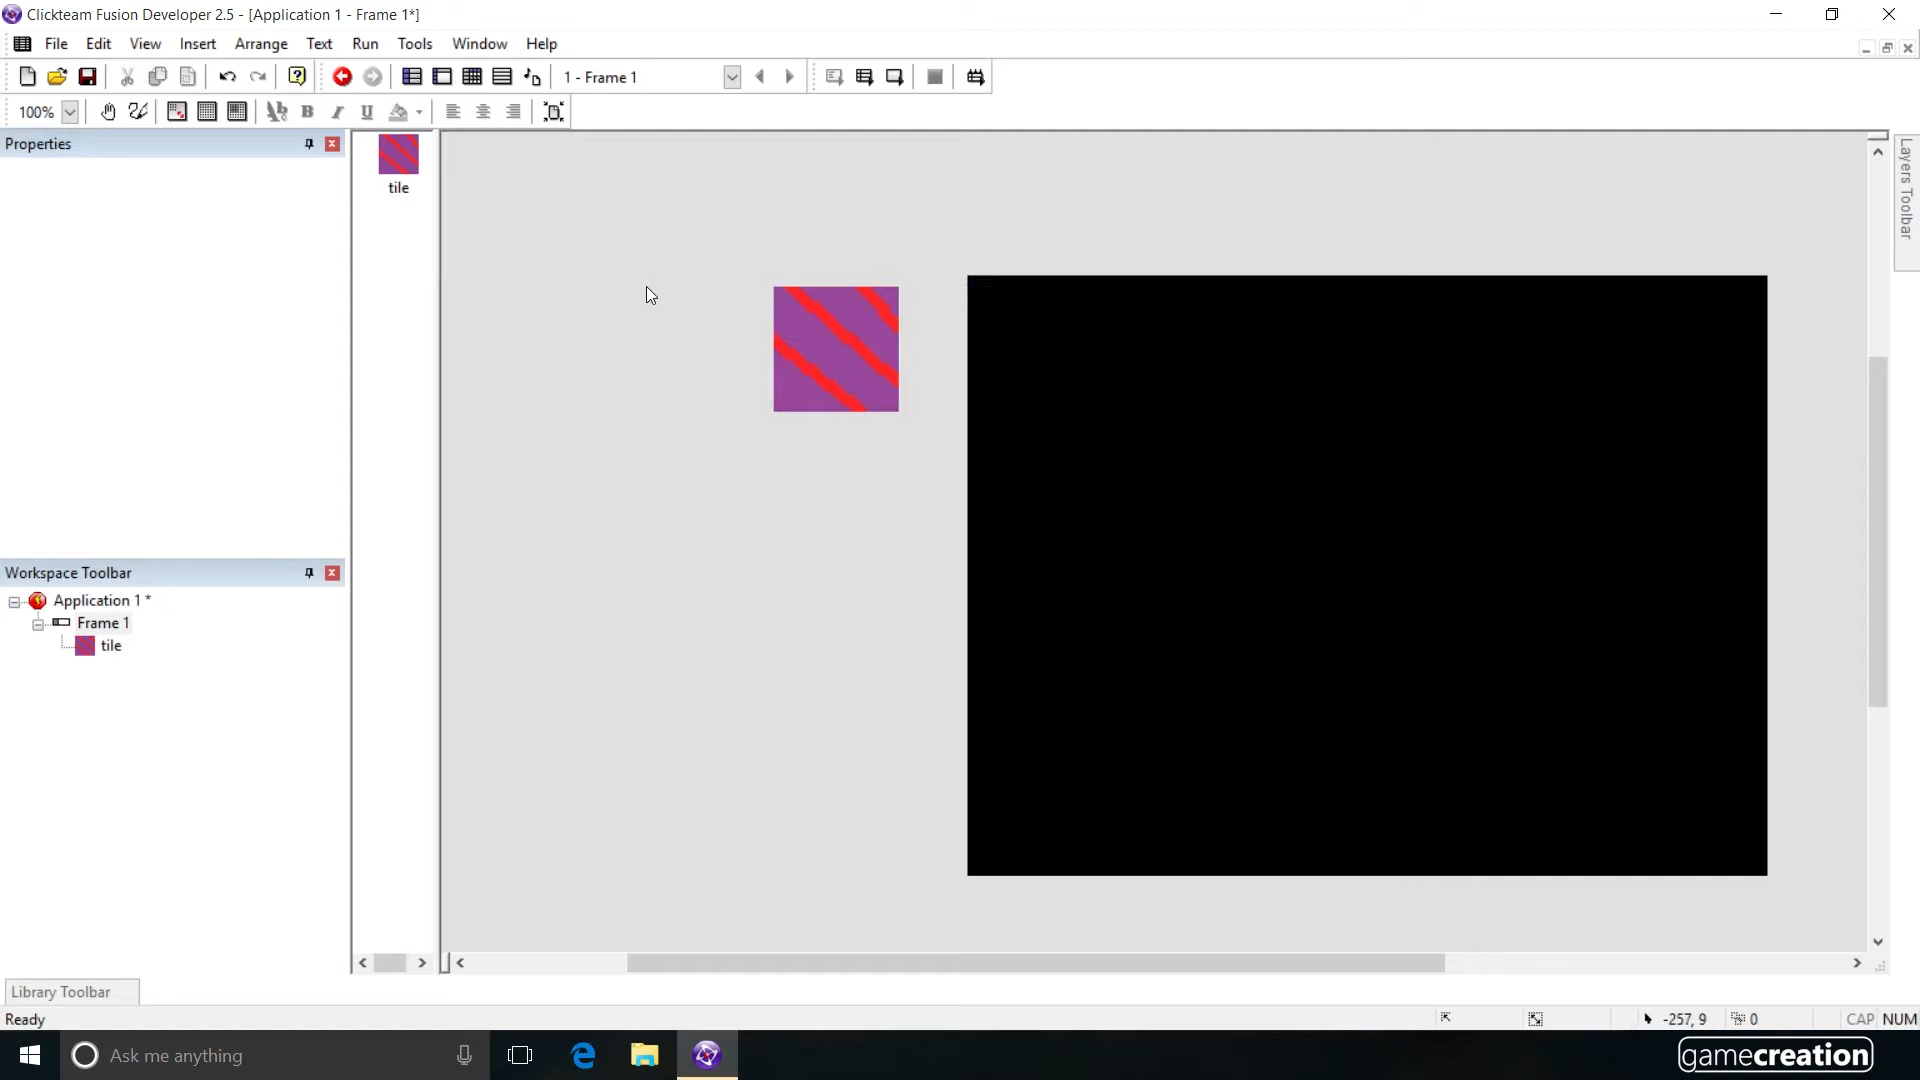 Clickteam Fusion Developer 2.5 - [Application 1 - Frame 1*]
File Edit View Insert Arrange Text Run Tools Window Help
1 - Frame 1
100%
Properties
tile
Layers Toolbar
Workspace Toolbar
Application 1 *
Frame 1
tile
Library Toolbar
Ready
-257, 9
0
CAP NUM
Ask me anything
gamecreation